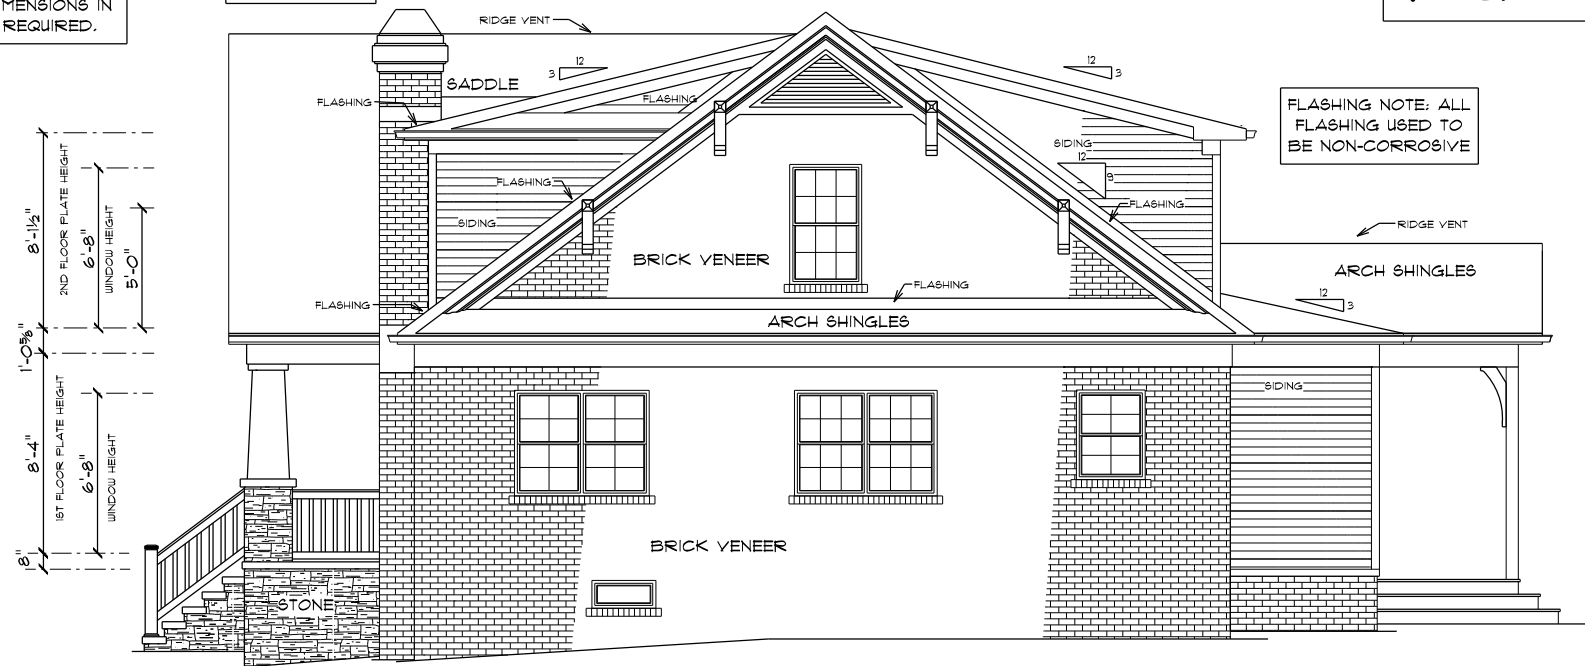 MENSIONS IN
REQUIRED.
RIDGE VENT
12
3
12
3
SADDLE
FLASHING
FLASHING
FLASHING NOTE: ALL
FLASHING USED TO
BE NON-CORROSIVE
SIDING
12
9
FLASHING
FLASHING
SIDING
RIDGE VENT
BRICK VENEER
ARCH SHINGLES
FLASHING
12
3
FLASHING
ARCH SHINGLES
8'-1½"
2ND FLOOR PLATE HEIGHT
6'-8"
WINDOW HEIGHT
5'-0"
1'-0⅝"
8'-4"
1ST FLOOR PLATE HEIGHT
6'-8"
WINDOW HEIGHT
8"
SIDING
BRICK VENEER
STONE